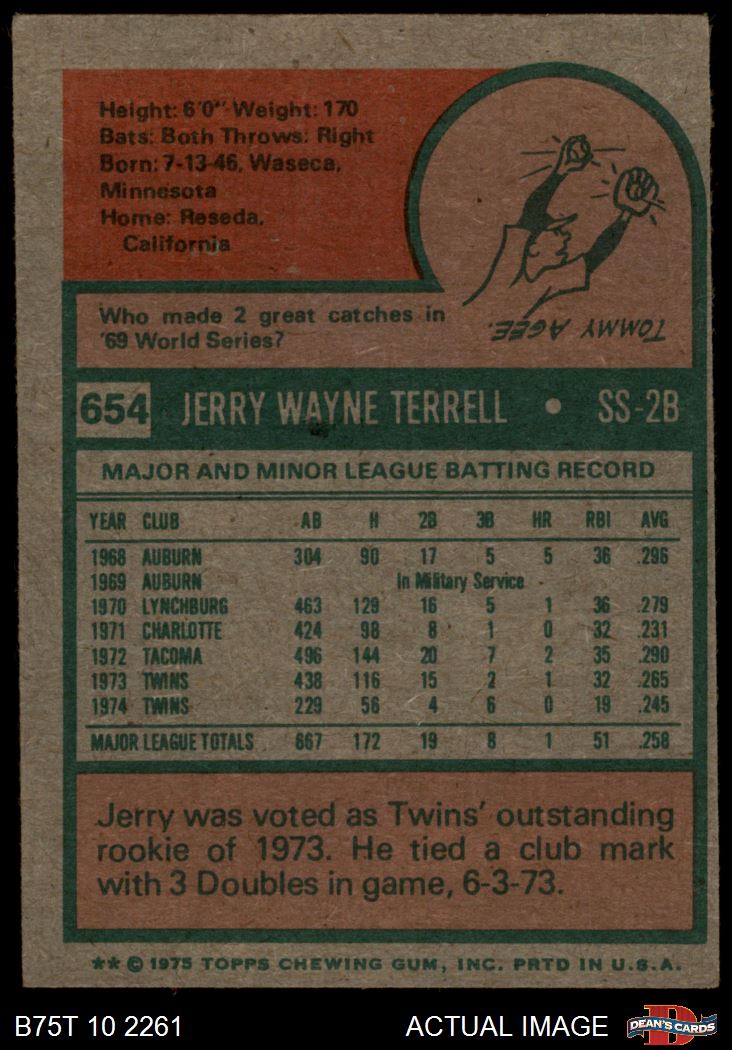 Height: 6'0" Weight: 170
Bats: Both Throws: Right
Born: 7-13-46, Waseca,
Minnesota
Home: Reseda,
California
Who made 2 great catches in
'69 World Series?
TOMMY AGEE.
654 JERRY WAYNE TERRELL • SS-2B
MAJOR AND MINOR LEAGUE BATTING RECORD
YEAR CLUB AB H 2B 3B HR RBI AVG
1968 AUBURN 304 90 17 5 5 36 .296
1969 AUBURN In Military Service
1970 LYNCHBURG 463 129 16 5 1 36 .279
1971 CHARLOTTE 424 98 8 1 0 32 .231
1972 TACOMA 496 144 20 7 2 35 .290
1973 TWINS 438 116 15 2 1 32 .265
1974 TWINS 229 56 4 6 0 19 .245
MAJOR LEAGUE TOTALS 667 172 19 8 1 51 .258
Jerry was voted as Twins' outstanding
rookie of 1973. He tied a club mark
with 3 Doubles in game, 6-3-73.
** © 1975 TOPPS CHEWING GUM, INC. PRTD IN U.S.A.
B75T 10 2261 ACTUAL IMAGE DEAN'S CARDS